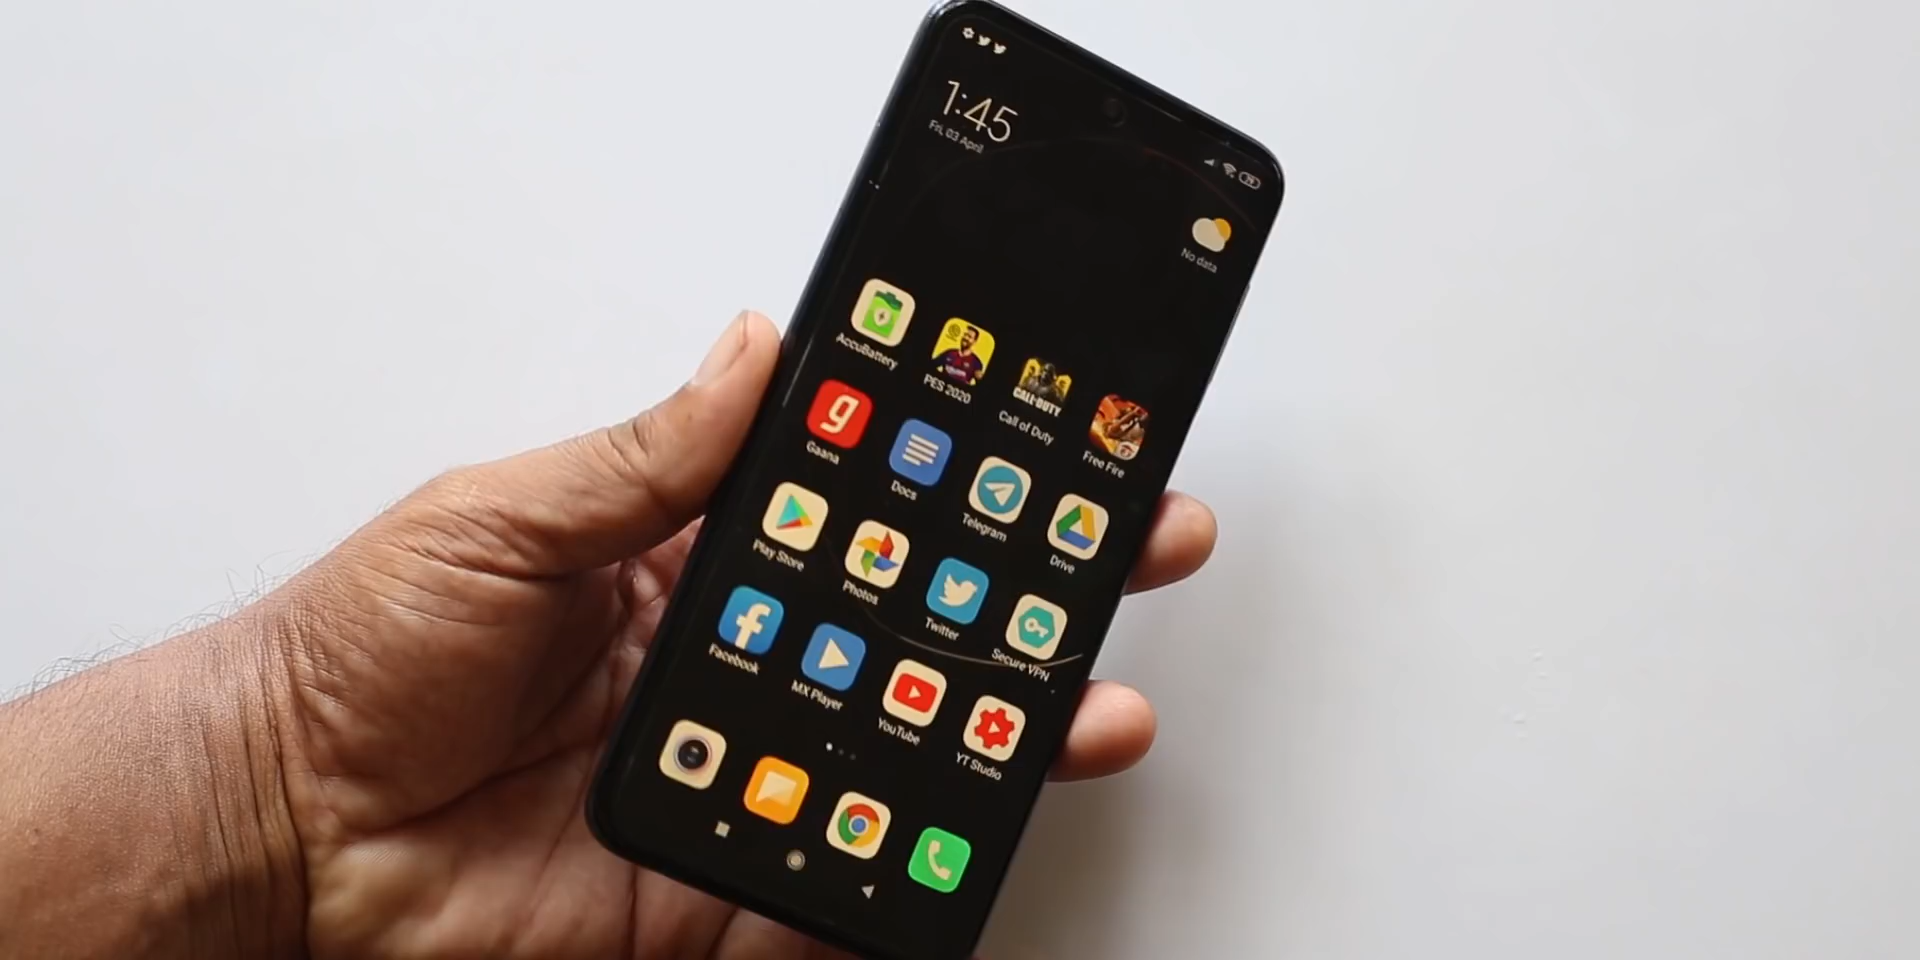 1:45
Fri, 03 April
No data
AccuBattery
PES 2020
CALL OF DUTY
Call of Duty
Free Fire
g
Gaana
Docs
Telegram
Drive
Play Store
Photos
Twitter
Secure VPN
f
Facebook
MX Player
YouTube
YT Studio